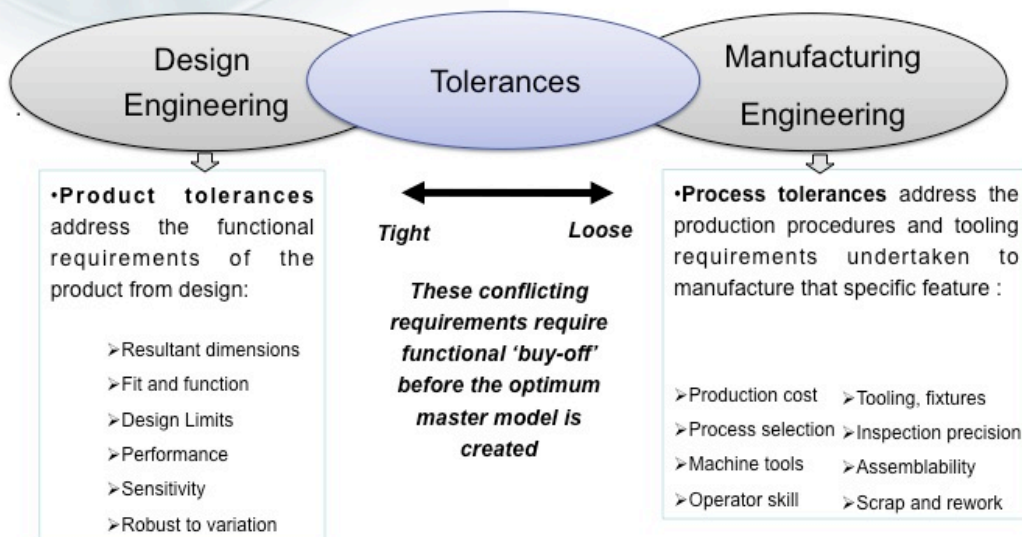 Design
Engineering
Tolerances
Manufacturing
Engineering
•Product tolerances
address the functional
requirements of the
product from design:
➢Resultant dimensions
➢Fit and function
➢Design Limits
➢Performance
➢Sensitivity
➢Robust to variation
Tight Loose
These conflicting
requirements require
functional ‘buy-off’
before the optimum
master model is
created
•Process tolerances address the
production procedures and tooling
requirements undertaken to
manufacture that specific feature :
➢Production cost
➢Process selection
➢Machine tools
➢Operator skill
➢Tooling, fixtures
➢Inspection precision
➢Assemblability
➢Scrap and rework